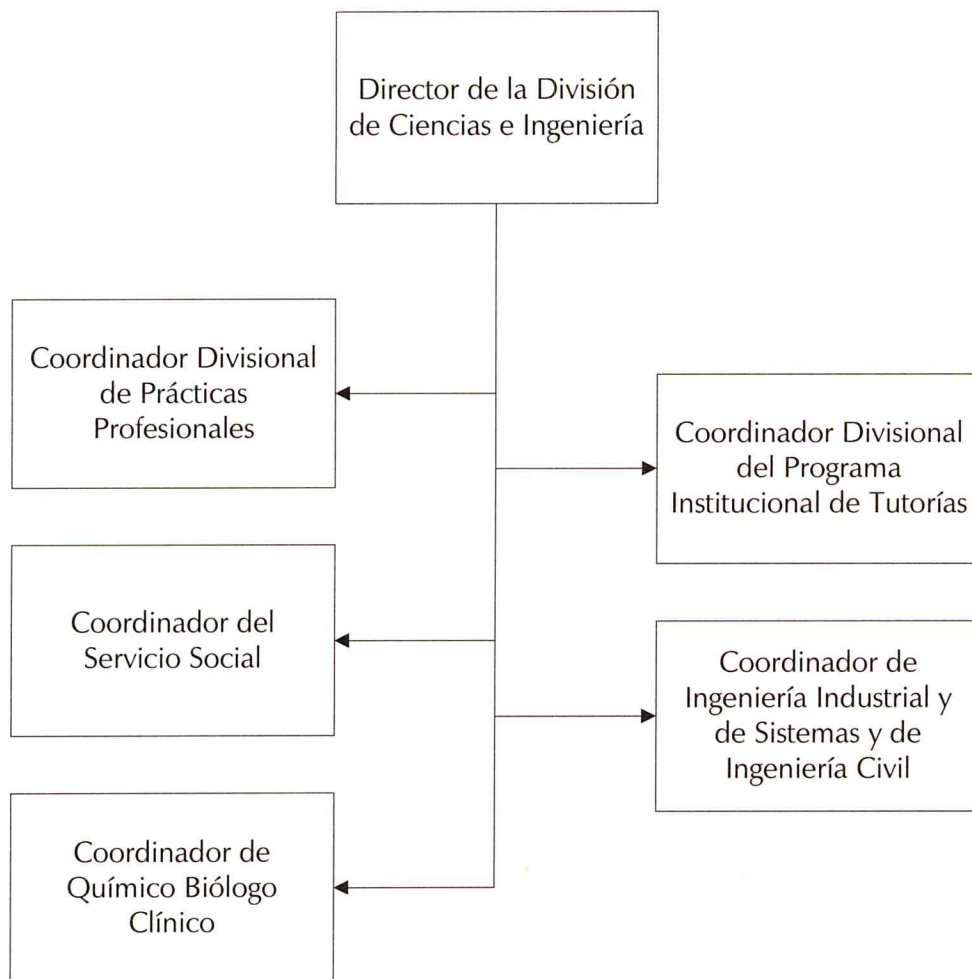 Director de la División
de Ciencias e Ingeniería
Coordinador Divisional
de Prácticas
Profesionales
Coordinador Divisional
del Programa
Institucional de Tutorías
Coordinador del
Servicio Social
Coordinador de
Ingeniería Industrial y
de Sistemas y de
Ingeniería Civil
Coordinador de
Químico Biólogo
Clínico